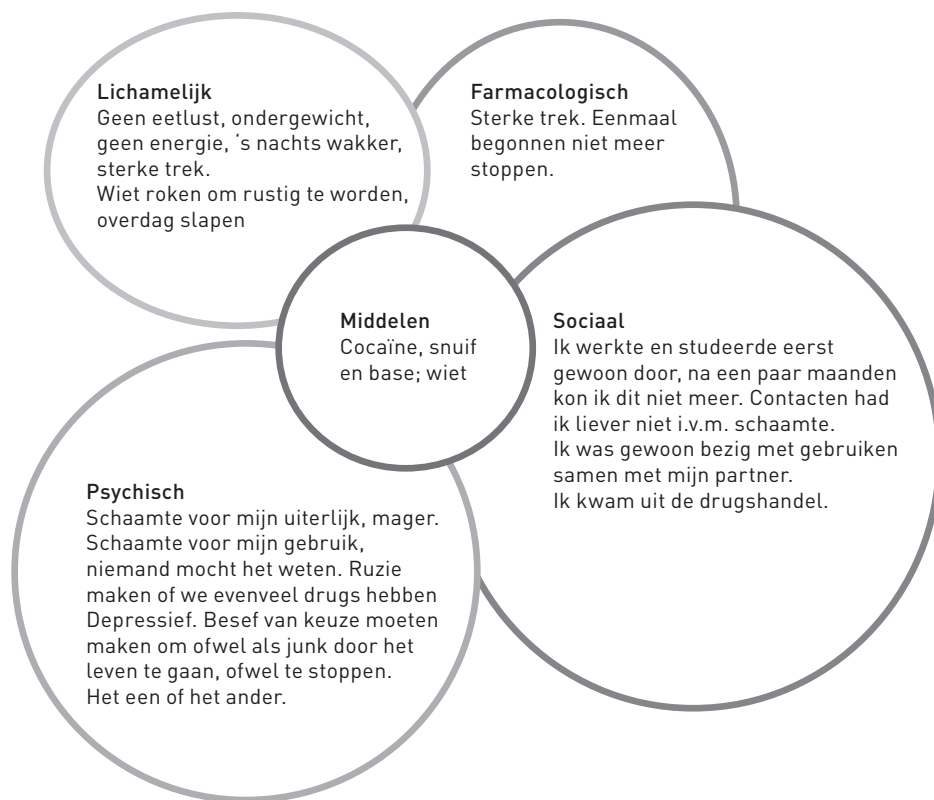 Lichamelijk
Geen eetlust, ondergewicht,
geen energie, ‘s nachts wakker,
sterke trek.
Wiet roken om rustig te worden,
overdag slapen
Farmacologisch
Sterke trek. Eenmaal
begonnen niet meer
stoppen.
Middelen
Cocaïne, snuif
en base; wiet
Sociaal
Ik werkte en studeerde eerst
gewoon door, na een paar maanden
kon ik dit niet meer. Contacten had
ik liever niet i.v.m. schaamte.
Ik was gewoon bezig met gebruiken
samen met mijn partner.
Ik kwam uit de drugshandel.
Psychisch
Schaamte voor mijn uiterlijk, mager.
Schaamte voor mijn gebruik,
niemand mocht het weten. Ruzie
maken of we evenveel drugs hebben
Depressief. Besef van keuze moeten
maken om ofwel als junk door het
leven te gaan, ofwel te stoppen.
Het een of het ander.